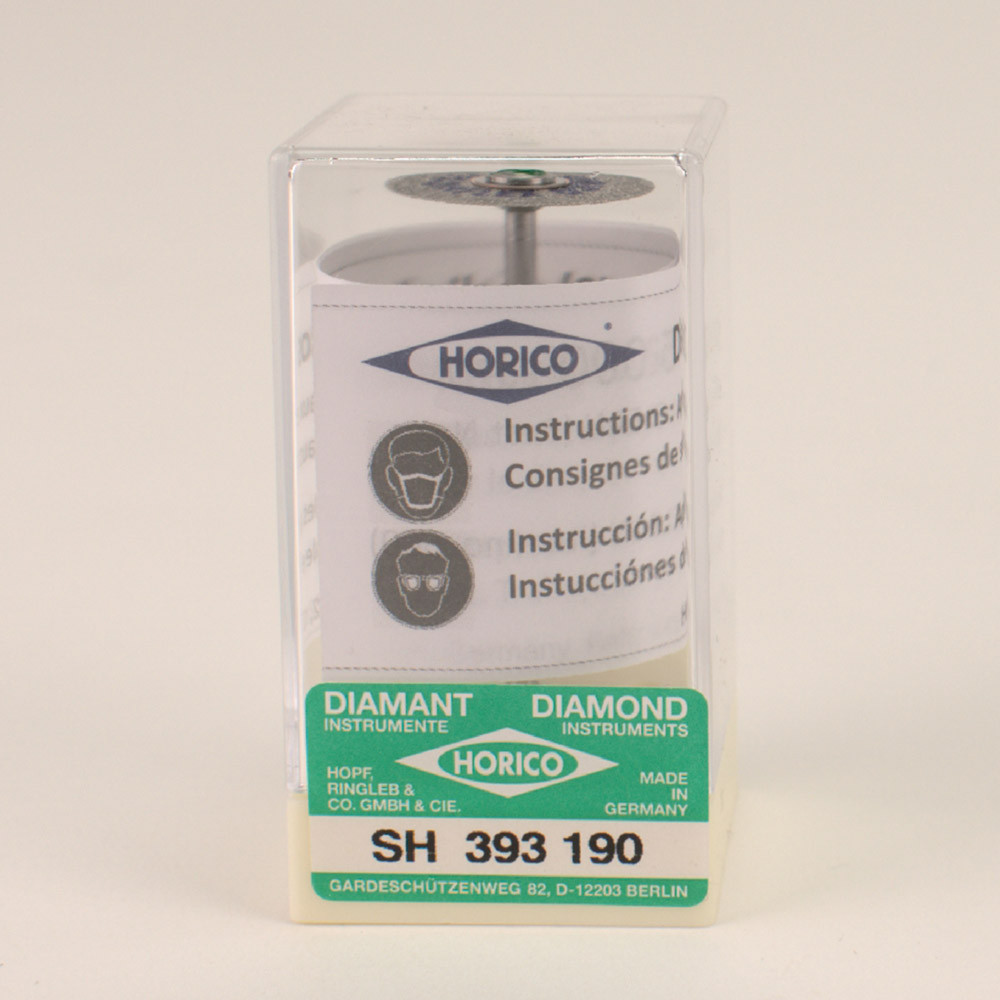 HORICO
Instructions:
Consignes de
Instrucción:
Instucciónes
DIAMANT
INSTRUMENTE
DIAMOND
INSTRUMENTS
HORICO
HOPF,
RINGLEB &
CO. GMBH & CIE.
MADE
IN
GERMANY
SH 393 190
GARDESCHÜTZENWEG 82, D-12203 BERLIN